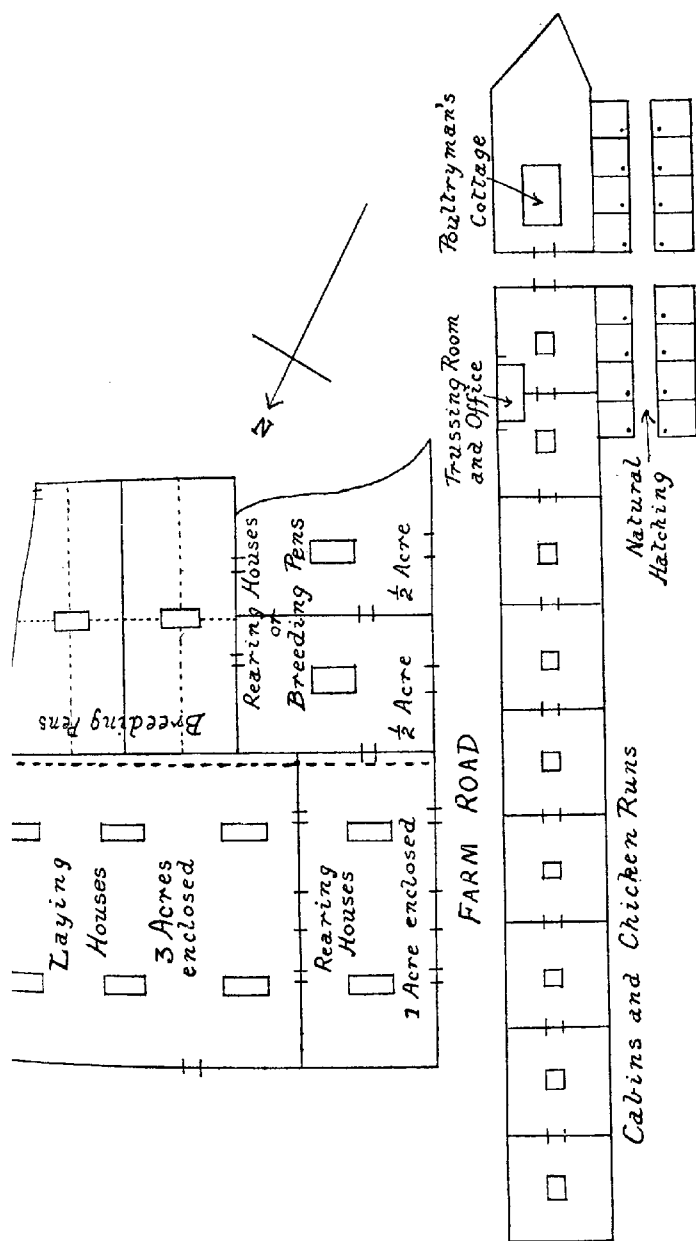 Poultryman's
Cottage
Trussing Room
and Office
Natural
Hatching
N
Rearing Houses
or
Breeding Pens
½ Acre
½ Acre
Breeding Pens
FARM ROAD
Laying
Houses
3 Acres
enclosed
Rearing
Houses
1 Acre enclosed
Cabins and Chicken Runs